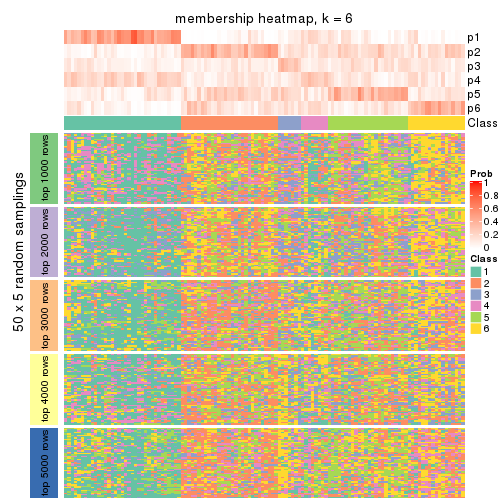 membership heatmap, k = 6
p1
p2
p3
p4
p5
p6
Class
50 x 5 random samplings
top 1000 rows
top 2000 rows
top 3000 rows
top 4000 rows
top 5000 rows
Prob
1
0.8
0.6
0.4
0.2
0
Class
1
2
3
4
5
6